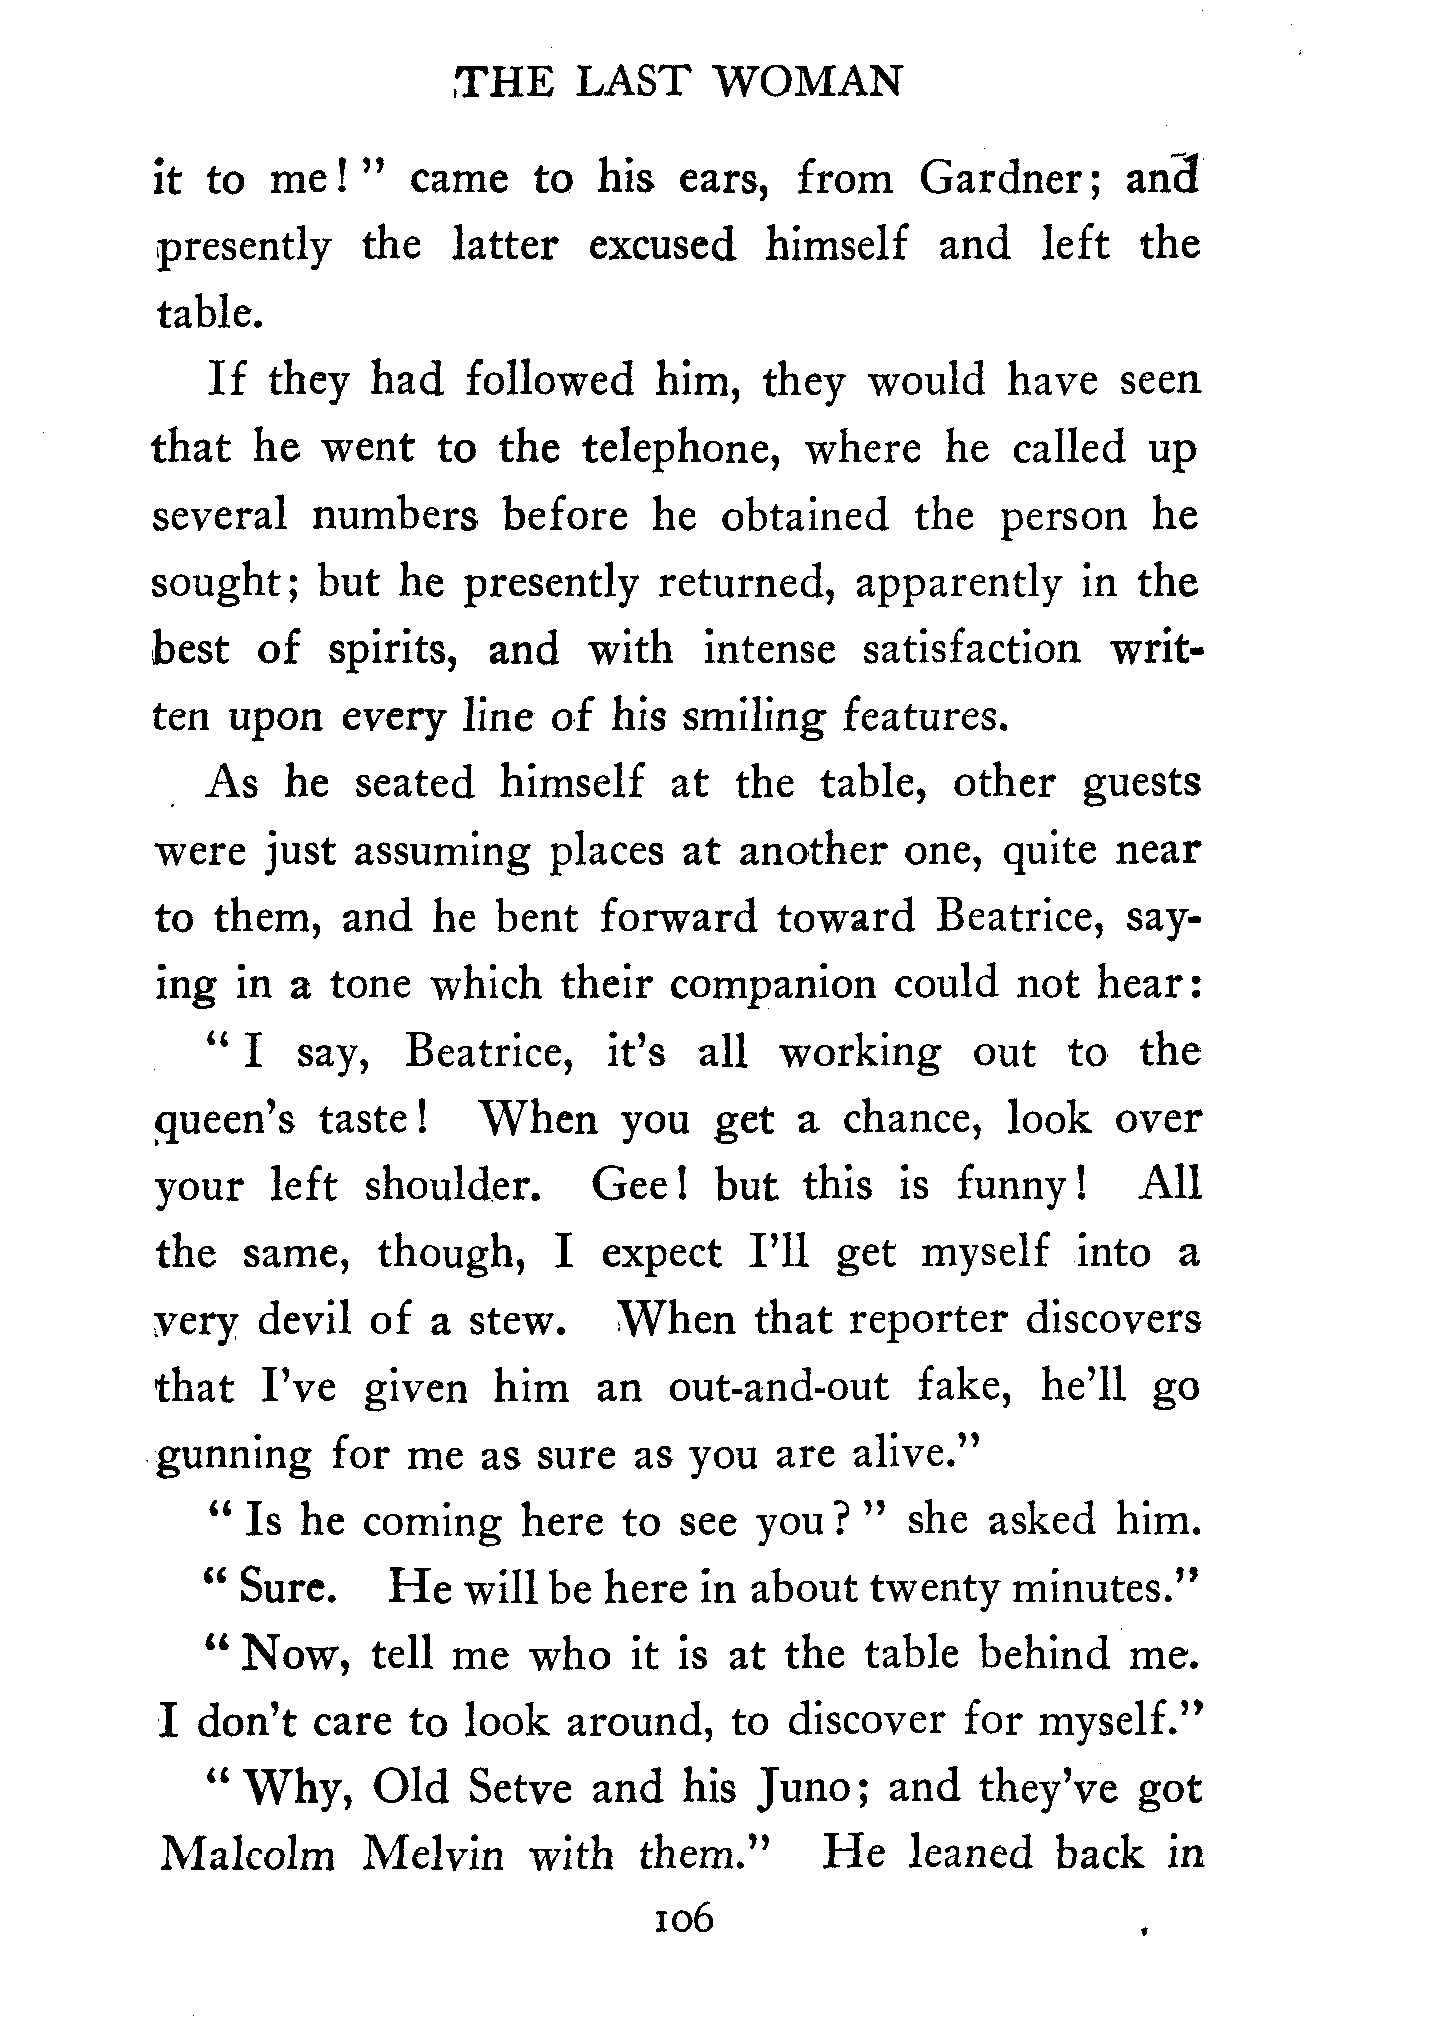 THE LAST WOMAN
it to me! " came to his ears, from Gardner; and
presently the latter excused himself and left the
table.
If they had followed him, they would have seen
that he went to the telephone, where he called up
several numbers before he obtained the person he
sought; but he presently returned, apparently in the
best of spirits, and with intense satisfaction writ-
ten upon every line of his smiling features.
As he seated himself at the table, other guests
were just assuming places at another one, quite near
to them, and he bent forward toward Beatrice, say-
ing in a tone which their companion could not hear:
" I say, Beatrice, it's all working out to the
queen's taste! When you get a chance, look over
your left shoulder. Gee! but this is funny! All
the same, though, I expect I'll get myself into a
very devil of a stew. When that reporter discovers
that I've given him an out-and-out fake, he'll go
gunning for me as sure as you are alive."
" Is he coming here to see you? " she asked him.
" Sure. He will be here in about twenty minutes."
" Now, tell me who it is at the table behind me.
I don't care to look around, to discover for myself."
" Why, Old Setve and his Juno; and they've got
Malcolm Melvin with them." He leaned back in
106